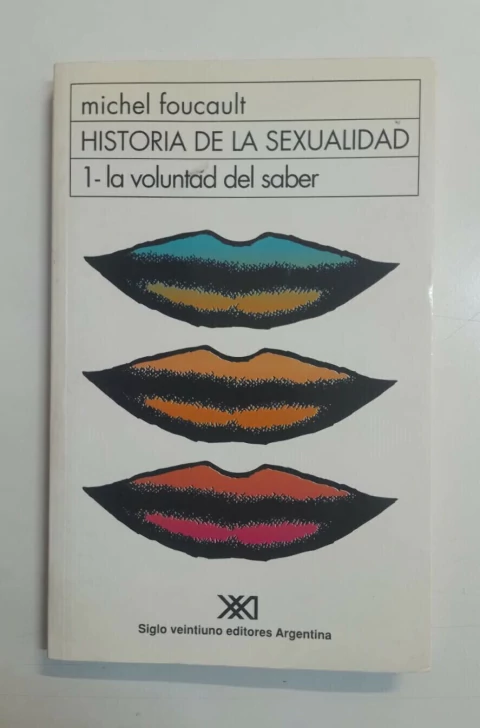 michel foucault
HISTORIA DE LA SEXUALIDAD
1-la voluntad del saber
XXI
Siglo veintiuno editores Argentina